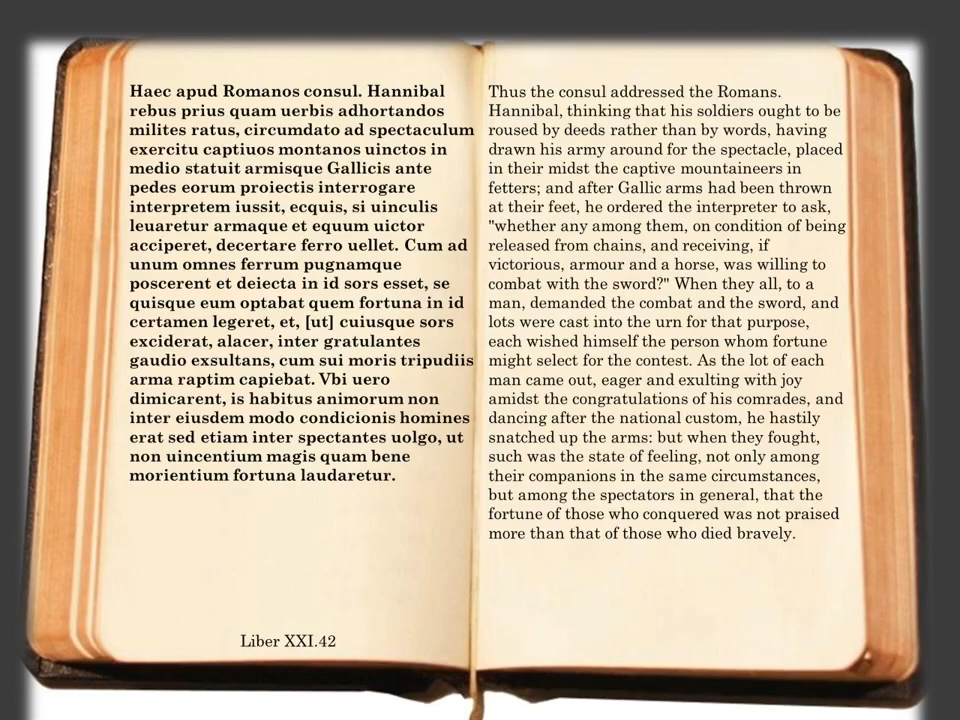 Haec apud Romanos consul. Hannibal
rebus prius quam uerbis adhortandos
milites ratus, circumdato ad spectaculum
exercitu captiuos montanos uinctos in
medio statuit armisque Gallicis ante
pedes eorum proiectis interrogare
interpretem iussit, ecquis, si uinculis
leuaretur armaque et equum uictor
acciperet, decertare ferro uellet. Cum ad
unum omnes ferrum pugnamque
poscerent et deiecta in id sors esset, se
quisque eum optabat quem fortuna in id
certamen legeret, et, [ut] cuiusque sors
exciderat, alacer, inter gratulantes
gaudio exsultans, cum sui moris tripudiis
arma raptim capiebat. Vbi uero
dimicarent, is habitus animorum non
inter eiusdem modo condicionis homines
erat sed etiam inter spectantes uolgo, ut
non uincentium magis quam bene
morientium fortuna laudaretur.
Liber XXI.42
Thus the consul addressed the Romans.
Hannibal, thinking that his soldiers ought to be
roused by deeds rather than by words, having
drawn his army around for the spectacle, placed
in their midst the captive mountaineers in
fetters; and after Gallic arms had been thrown
at their feet, he ordered the interpreter to ask,
"whether any among them, on condition of being
released from chains, and receiving, if
victorious, armour and a horse, was willing to
combat with the sword?" When they all, to a
man, demanded the combat and the sword, and
lots were cast into the urn for that purpose,
each wished himself the person whom fortune
might select for the contest. As the lot of each
man came out, eager and exulting with joy
amidst the congratulations of his comrades, and
dancing after the national custom, he hastily
snatched up the arms: but when they fought,
such was the state of feeling, not only among
their companions in the same circumstances,
but among the spectators in general, that the
fortune of those who conquered was not praised
more than that of those who died bravely.